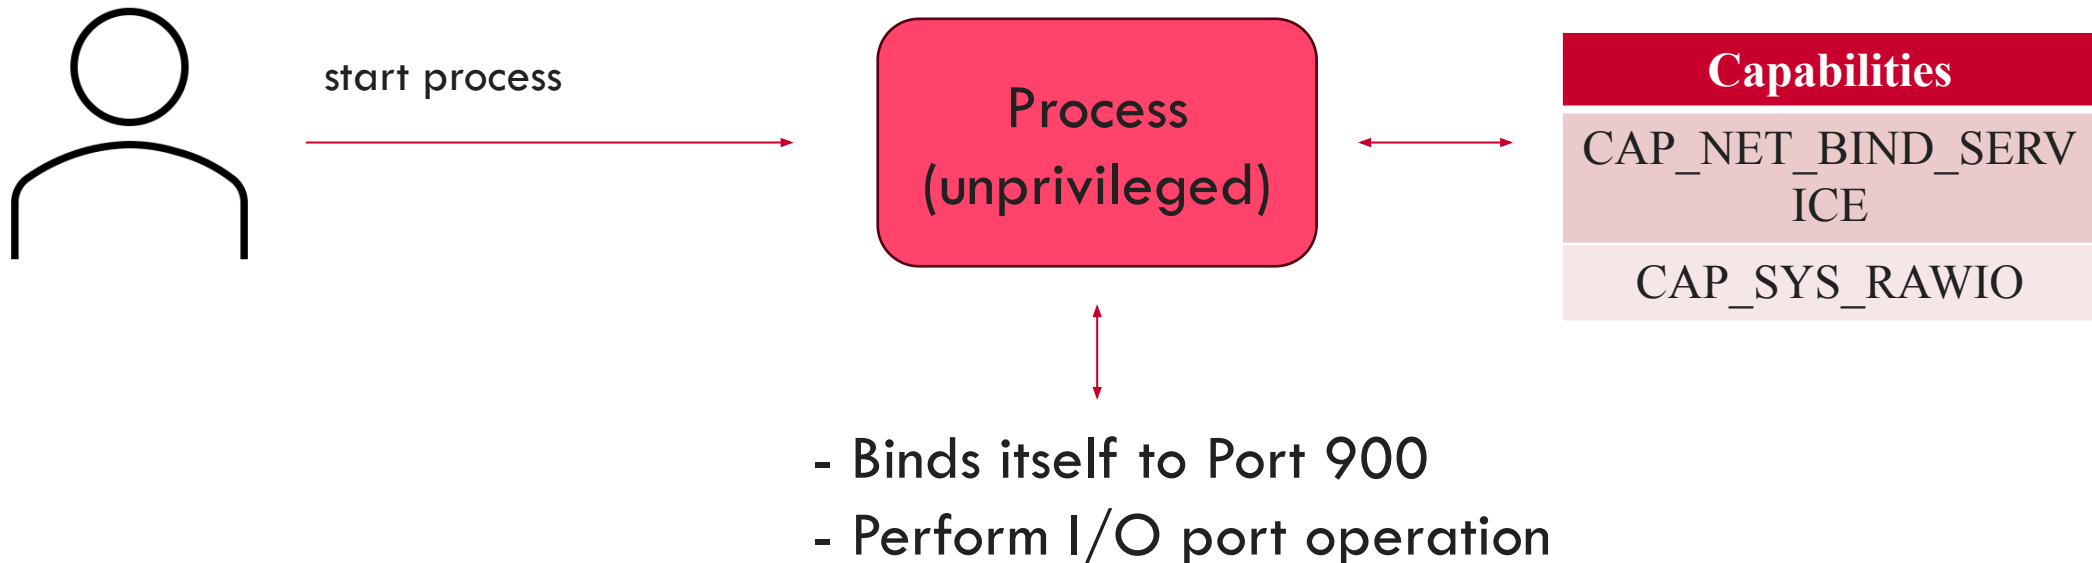 start process
Process
(unprivileged)
Capabilities
CAP_NET_BIND_SERV
ICE
CAP_SYS_RAWIO
- Binds itself to Port 900
- Perform I/O port operation